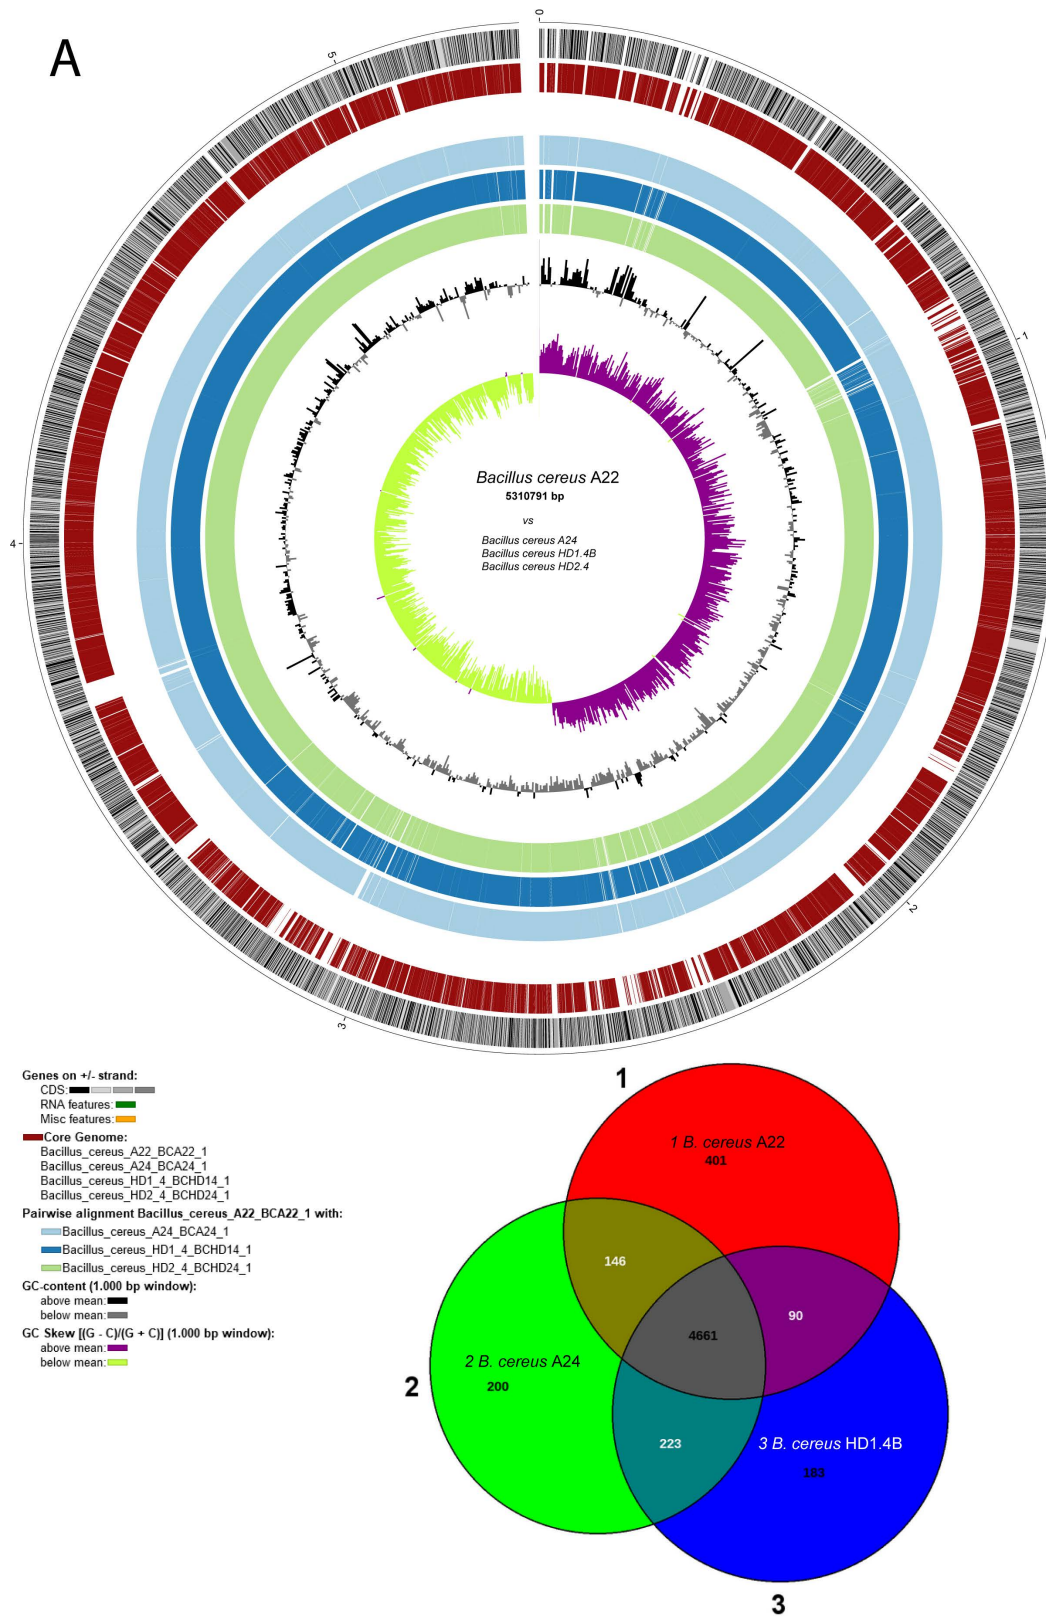 A
0
5
1
4
2
3
Bacillus cereus A22
5310791 bp
vs
Bacillus cereus A24
Bacillus cereus HD1.4B
Bacillus cereus HD2.4
Genes on +/- strand:
CDS:
RNA features:
Misc features:
Core Genome:
Bacillus_cereus_A22_BCA22_1
Bacillus_cereus_A24_BCA24_1
Bacillus_cereus_HD1_4_BCHD14_1
Bacillus_cereus_HD2_4_BCHD24_1
Pairwise alignment Bacillus_cereus_A22_BCA22_1 with:
Bacillus_cereus_A24_BCA24_1
Bacillus_cereus_HD1_4_BCHD14_1
Bacillus_cereus_HD2_4_BCHD24_1
GC-content (1.000 bp window):
above mean:
below mean:
GC Skew [(G - C)/(G + C)] (1.000 bp window):
above mean:
below mean:
1
1 B. cereus A22
401
146
90
4661
2 B. cereus A24
200
2
223
3 B. cereus HD1.4B
183
3